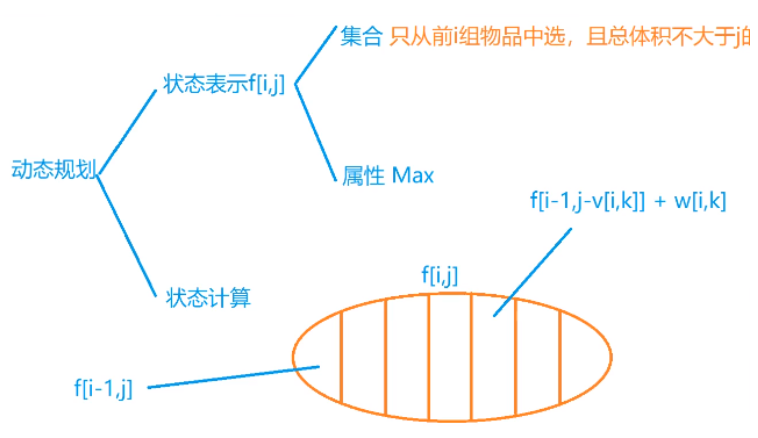 集合 只从前i组物品中选，且总体积不大于j的
状态表示f[i,j]
动态规划
属性 Max
f[i-1,j-v[i,k]] + w[i,k]
f[i,j]
状态计算
f[i-1,j]